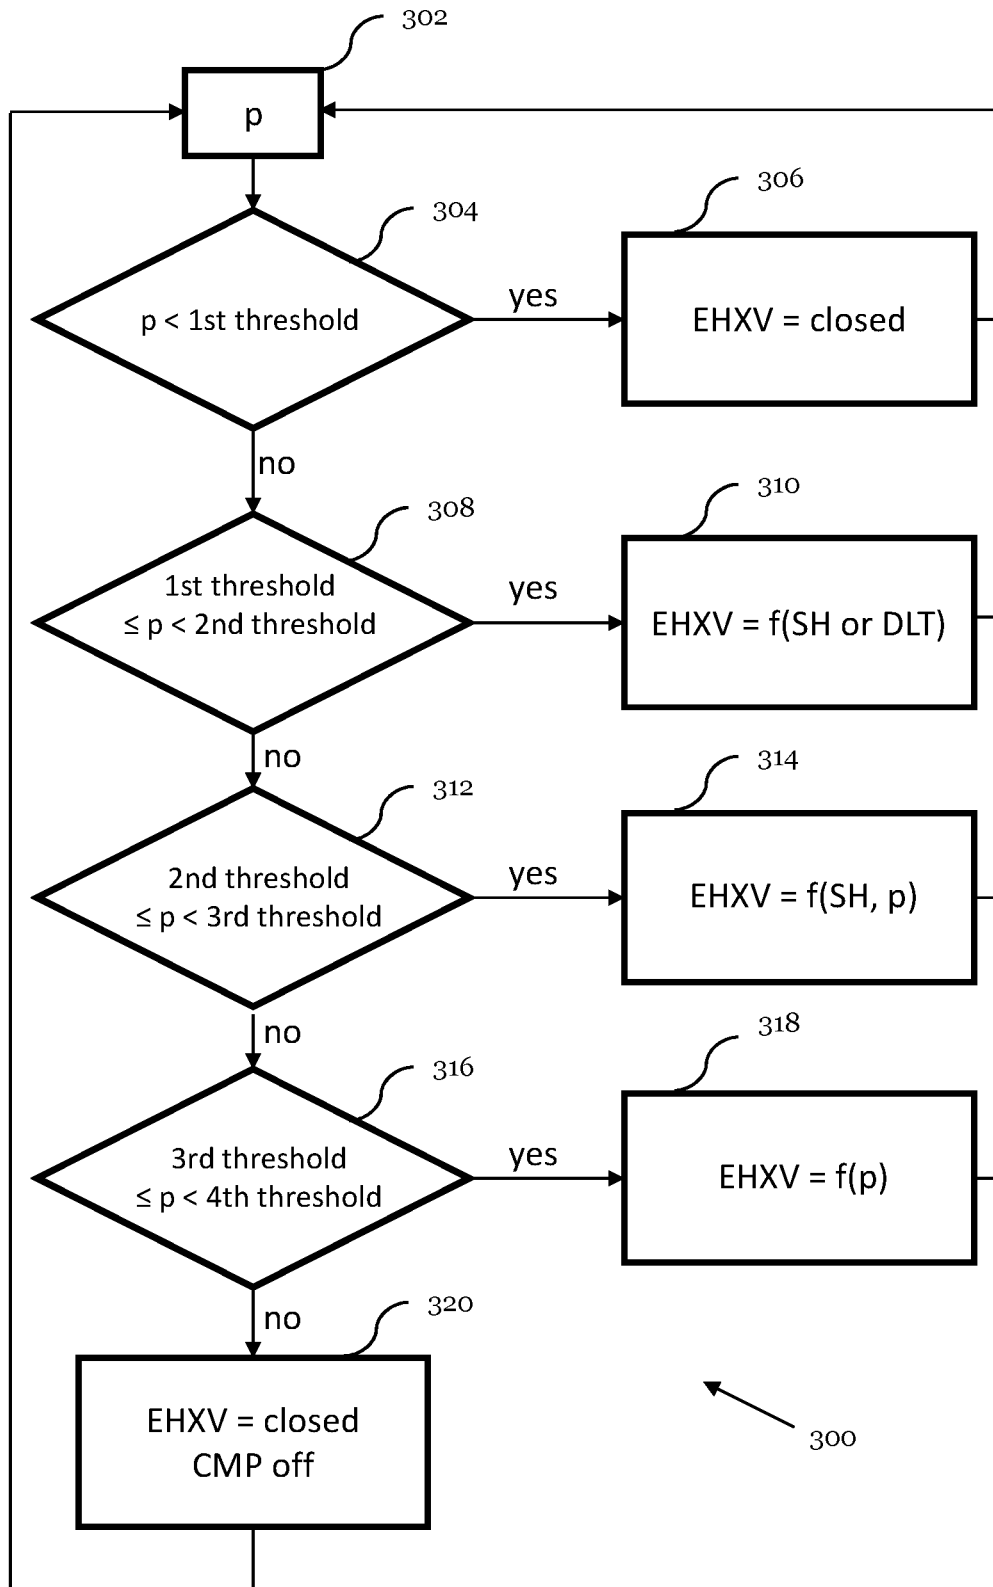 302
p
304
p < 1st threshold
yes
306
EHXV = closed
no
308
1st threshold
≤ p < 2nd threshold
yes
310
EHXV = f(SH or DLT)
no
312
2nd threshold
≤ p < 3rd threshold
yes
314
EHXV = f(SH, p)
no
316
3rd threshold
≤ p < 4th threshold
yes
318
EHXV = f(p)
no
320
EHXV = closed
CMP off
300